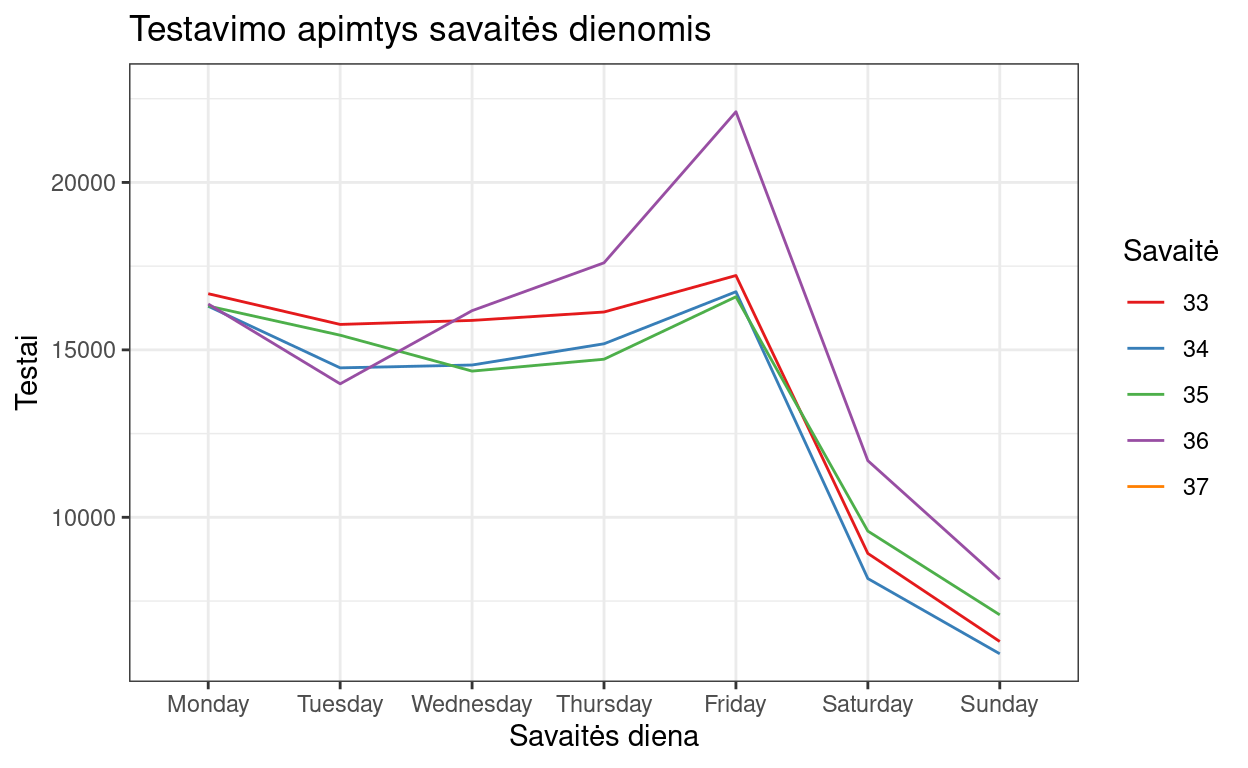 Testavimo apimtys savaitės dienomis
Testai
20000
15000
10000
Monday Tuesday Wednesday Thursday Friday Saturday Sunday
Savaitės diena
Savaitė
33
34
35
36
37